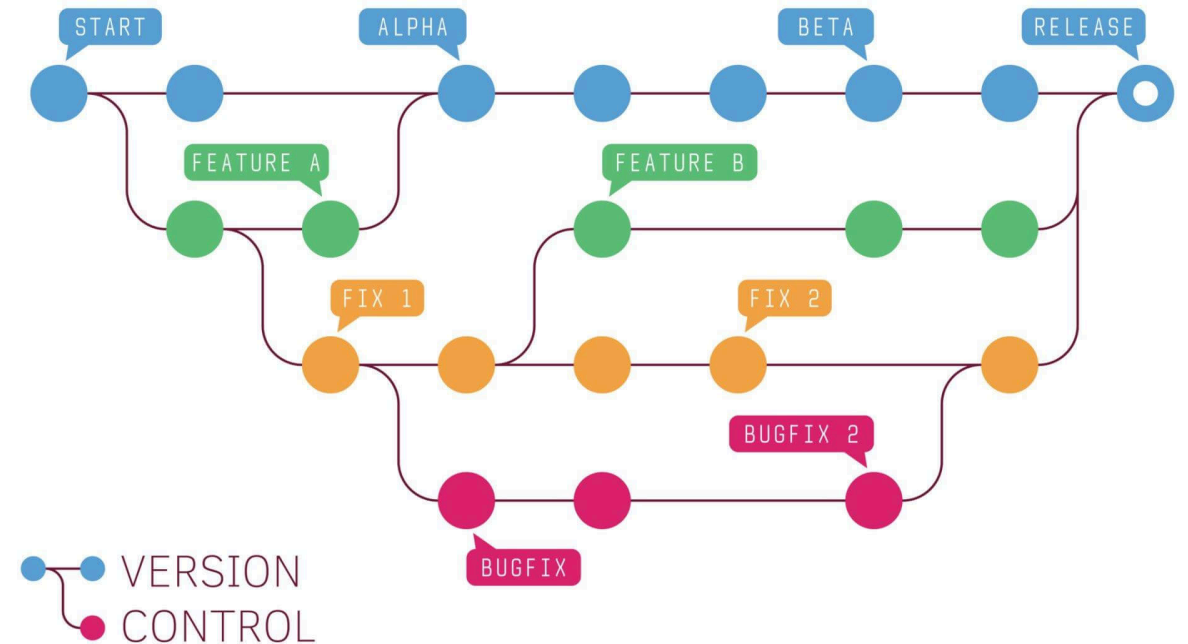 START
ALPHA
BETA
RELEASE
FEATURE A
FEATURE B
FIX 1
FIX 2
BUGFIX 2
BUGFIX
VERSION
CONTROL